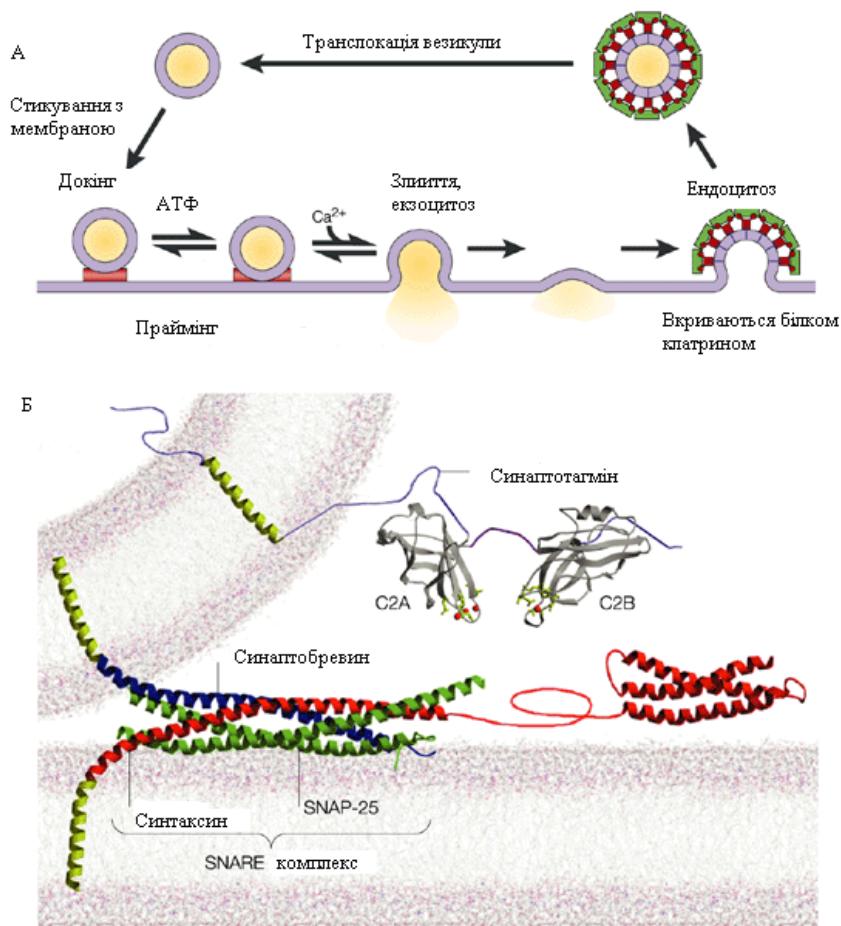 А
Транслокація везикули
Стикування з
мембраною
Докінг
АТФ
Ca²⁺
Злииття,
екзоцитоз
Ендоцитоз
Праймінг
Вкриваються білком
клатрином
Б
Синаптотагмін
C2A
C2B
Синаптобревин
SNAP-25
Синтаксин
SNARE комплекс